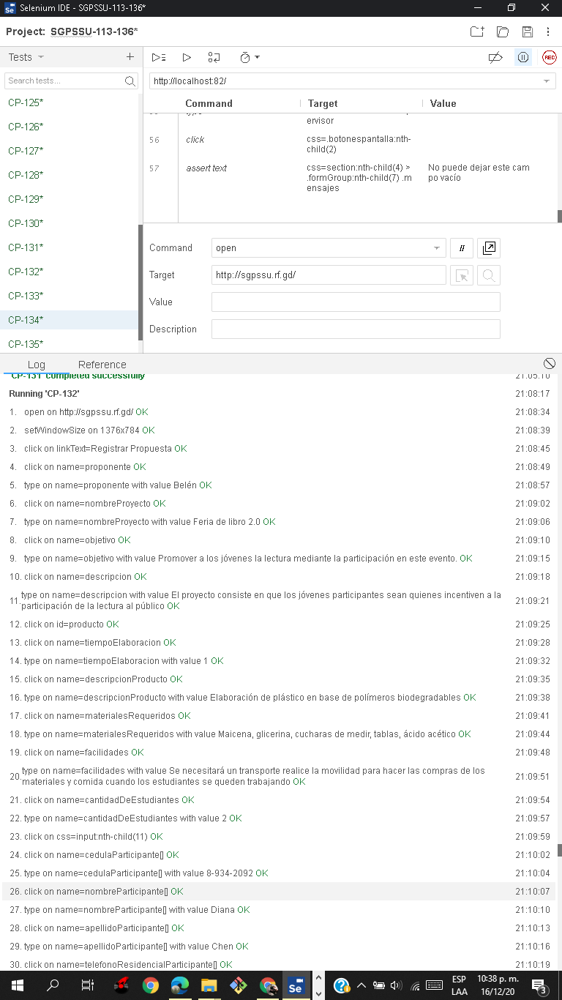 Selenium IDE - SGPSSU-113-136*
Project: SGPSSU-113-136*
Tests
Search tests...
CP-125*
CP-126*
CP-127*
CP-128*
CP-129*
CP-130*
CP-131*
CP-132*
CP-133*
CP-134*
CP-135*
REC
http://localhost:82/
Command Target Value
ervisor
56 click css=.botonespantalla:nth-
child(2)
57 assert text css=section:nth-child(4) > No puede dejar este cam
.formGroup:nth-child(7) .m po vacío
ensajes
Command open //
Target http://sgpssu.rf.gd/
Value
Description
Log Reference
'CP-131' completed successfully 21:05:10
Running 'CP-132' 21:08:17
1. open on http://sgpssu.rf.gd/ OK 21:08:34
2. setWindowSize on 1376x784 OK 21:08:39
3. click on linkText=Registrar Propuesta OK 21:08:45
4. click on name=proponente OK 21:08:49
5. type on name=proponente with value Belén OK 21:08:57
6. click on name=nombreProyecto OK 21:09:02
7. type on name=nombreProyecto with value Feria de libro 2.0 OK 21:09:06
8. click on name=objetivo OK 21:09:10
9. type on name=objetivo with value Promover a los jóvenes la lectura mediante la participación en este evento. OK 21:09:15
10. click on name=descripcion OK 21:09:18
11. type on name=descripcion with value El proyecto consiste en que los jóvenes participantes sean quienes incentiven a la
participación de la lectura al público OK 21:09:21
12. click on id=producto OK 21:09:25
13. click on name=tiempoElaboracion OK 21:09:28
14. type on name=tiempoElaboracion with value 1 OK 21:09:32
15. click on name=descripcionProducto OK 21:09:35
16. type on name=descripcionProducto with value Elaboración de plástico en base de polímeros biodegradables OK 21:09:38
17. click on name=materialesRequeridos OK 21:09:41
18. type on name=materialesRequeridos with value Maicena, glicerina, cucharas de medir, tablas, ácido acético OK 21:09:44
19. click on name=facilidades OK 21:09:48
20. type on name=facilidades with value Se necesitará un transporte realice la movilidad para hacer las compras de los
materiales y comida cuando los estudiantes se queden trabajando OK 21:09:51
21. click on name=cantidadDeEstudiantes OK 21:09:54
22. type on name=cantidadDeEstudiantes with value 2 OK 21:09:57
23. click on css=input:nth-child(11) OK 21:09:59
24. click on name=cedulaParticipante[] OK 21:10:02
25. type on name=cedulaParticipante[] with value 8-934-2092 OK 21:10:04
26. click on name=nombreParticipante[] OK 21:10:07
27. type on name=nombreParticipante[] with value Diana OK 21:10:10
28. click on name=apellidoParticipante[] OK 21:10:13
29. type on name=apellidoParticipante[] with value Chen OK 21:10:16
30. click on name=telefonoResidencialParticipante[] OK 21:10:19
Se
ESP
LAA
10:38 p. m.
16/12/20
3